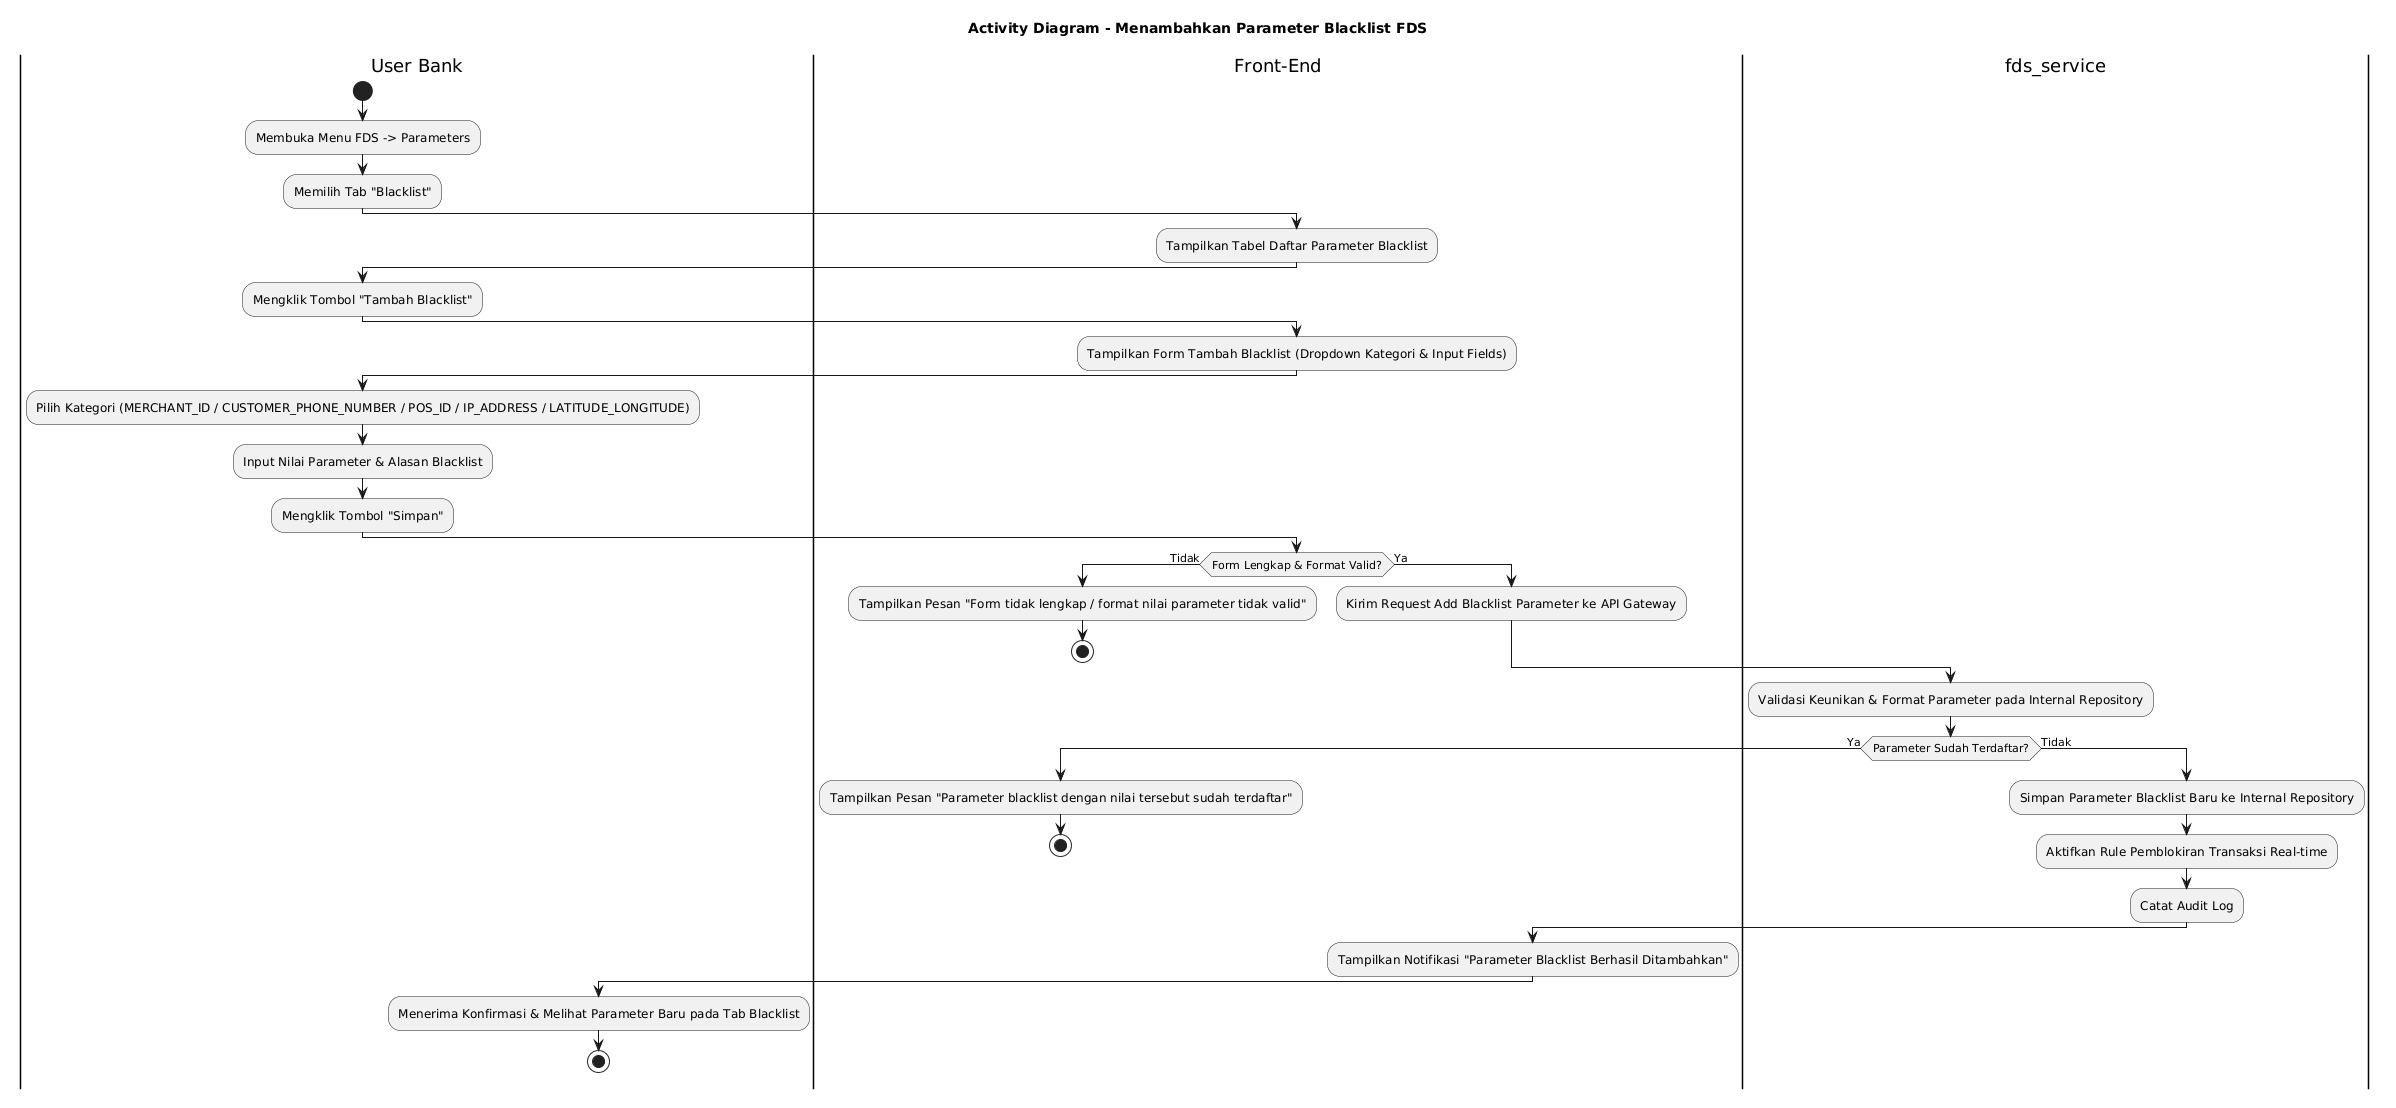 Activity Diagram - Menambahkan Parameter Blacklist FDS
User Bank
Front-End
fds_service
Membuka Menu FDS -> Parameters
Memilih Tab "Blacklist"
Tampilkan Tabel Daftar Parameter Blacklist
Mengklik Tombol "Tambah Blacklist"
Tampilkan Form Tambah Blacklist (Dropdown Kategori & Input Fields)
Pilih Kategori (MERCHANT_ID / CUSTOMER_PHONE_NUMBER / POS_ID / IP_ADDRESS / LATITUDE_LONGITUDE)
Input Nilai Parameter & Alasan Blacklist
Mengklik Tombol "Simpan"
Tidak
Form Lengkap & Format Valid?
Ya
Tampilkan Pesan "Form tidak lengkap / format nilai parameter tidak valid"
Kirim Request Add Blacklist Parameter ke API Gateway
Validasi Keunikan & Format Parameter pada Internal Repository
Ya
Parameter Sudah Terdaftar?
Tidak
Tampilkan Pesan "Parameter blacklist dengan nilai tersebut sudah terdaftar"
Simpan Parameter Blacklist Baru ke Internal Repository
Aktifkan Rule Pemblokiran Transaksi Real-time
Catat Audit Log
Tampilkan Notifikasi "Parameter Blacklist Berhasil Ditambahkan"
Menerima Konfirmasi & Melihat Parameter Baru pada Tab Blacklist